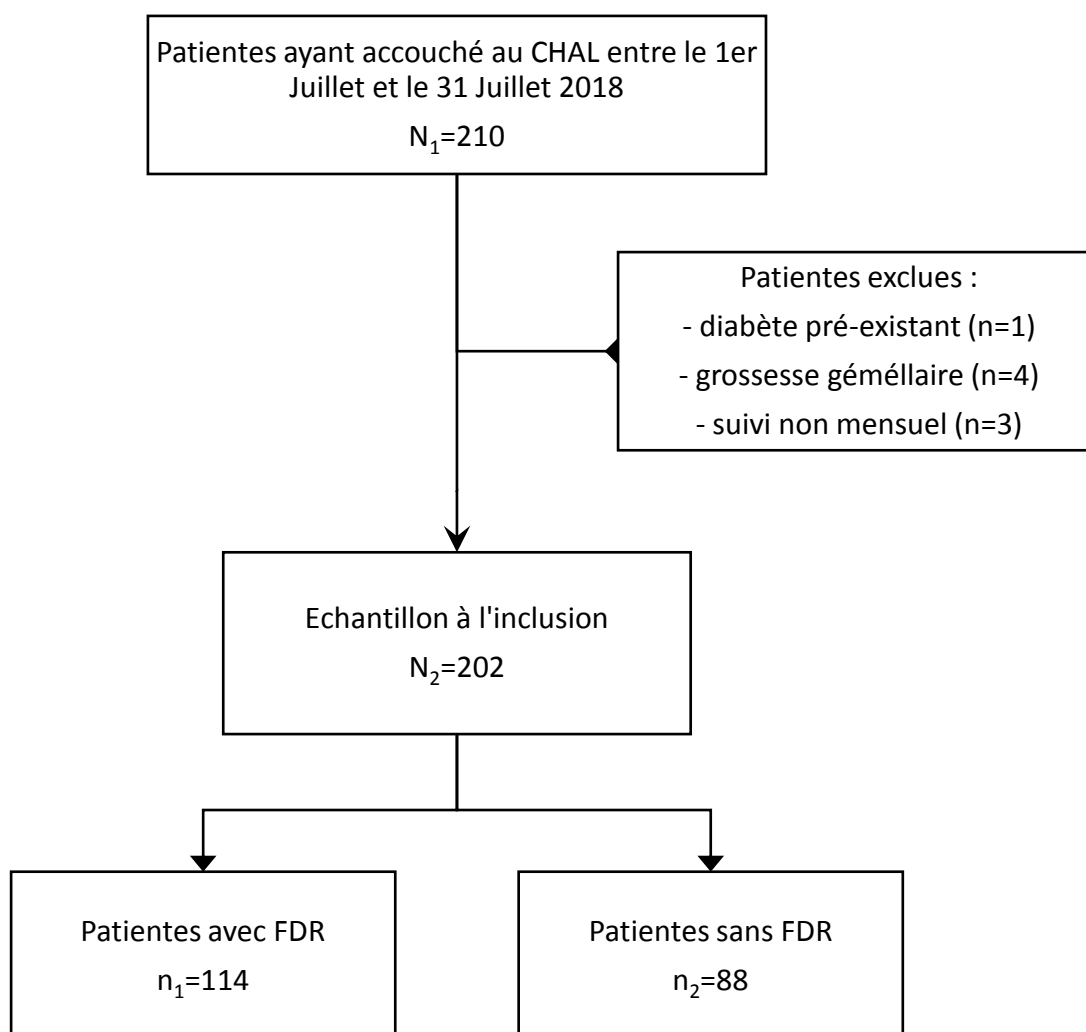 Patientes ayant accouché au CHAL entre le 1er
Juillet et le 31 Juillet 2018
N₁=210
Patientes exclues :
- diabète pré-existant (n=1)
- grossesse géméllaire (n=4)
- suivi non mensuel (n=3)
Echantillon à l'inclusion
N₂=202
Patientes avec FDR
n₁=114
Patientes sans FDR
n₂=88